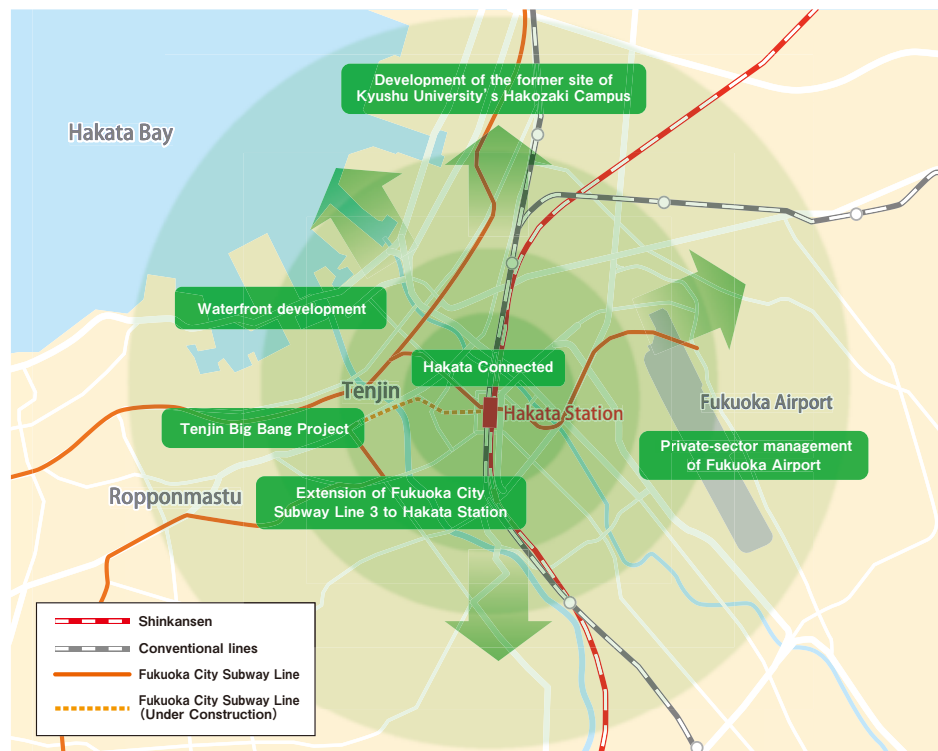 Development of the former site of
Kyushu University's Hakozaki Campus
Hakata Bay
Waterfront development
Hakata Connected
Tenjin
Hakata Station
Fukuoka Airport
Tenjin Big Bang Project
Private-sector management
of Fukuoka Airport
Ropponmastu
Extension of Fukuoka City
Subway Line 3 to Hakata Station
Shinkansen
Conventional lines
Fukuoka City Subway Line
Fukuoka City Subway Line
(Under Construction)